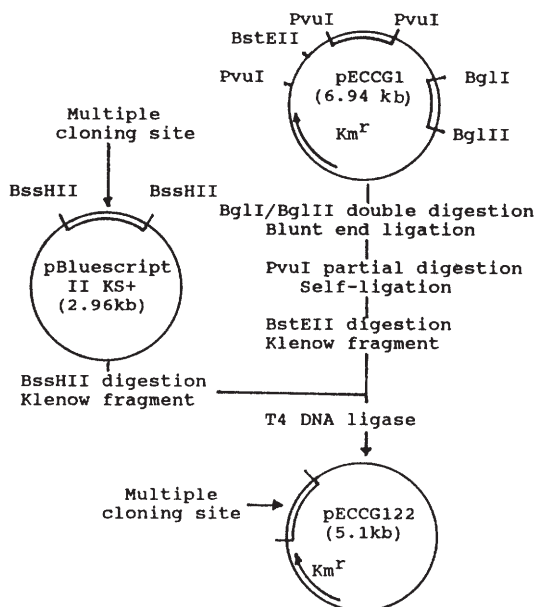 PvuI
PvuI
BstEII
PvuI
pECCG1
(6.94 kb)
BglI
BglII
Kmr
Multiple
cloning site
BssHII
BssHII
BglI/BglII double digestion
Blunt end ligation
pBluescript
II KS+
(2.96kb)
PvuI partial digestion
Self-ligation
BstEII digestion
Klenow fragment
BssHII digestion
Klenow fragment
T4 DNA ligase
Multiple
cloning site
pECCG122
(5.1kb)
Kmr